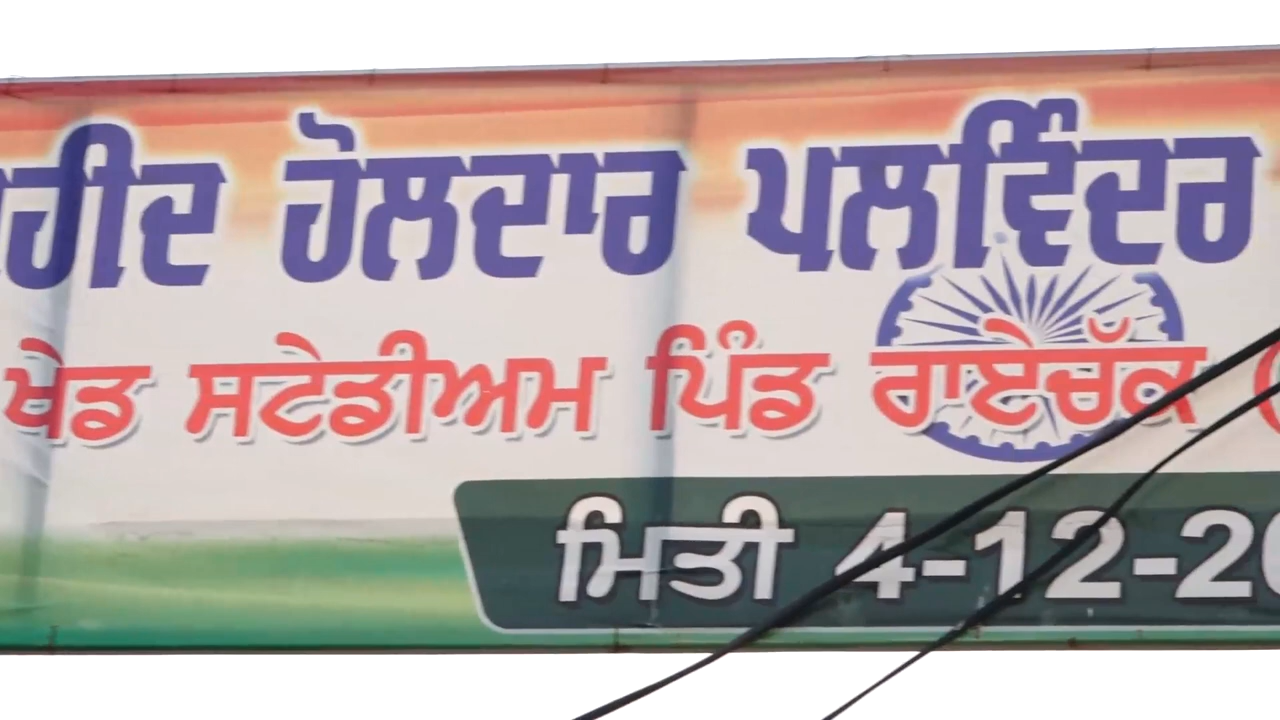 ਹੀਦ ਹੌਲਦਾਰ ਪਲਵਿੰਦਰ
ਖੇਡ ਸਟੇਡੀਅਮ ਪਿੰਡ ਰਾਏਚੱਕ (
ਮਿਤੀ 4-12-20